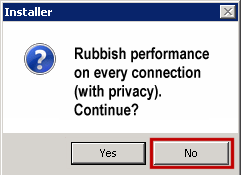 Installer
Rubbish performance
on every connection
(with privacy).
Continue?
Yes
No